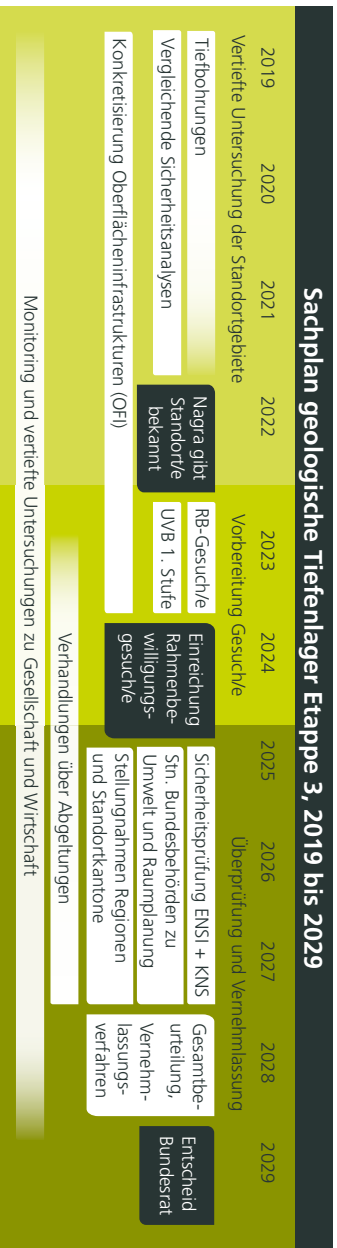 Sachplan geologische Tiefenlager Etappe 3, 2019 bis 2029
2019 2020 2021 2022 2023 2024 2025 2026 2027 2028 2029
Vertiefte Untersuchung der Standortgebiete
Vorbereitung Gesuch/e
Überprüfung und Vernehmlassung
Tiefbohrungen
Vergleichende Sicherheitsanalysen
Konkretisierung Oberflächeninfrastrukturen (OFI)
Nagra gibt
Standort/e
bekannt
RB-Gesuch/e
UVB 1. Stufe
Einreichung
Rahmenbe-
willigungs-
gesuch/e
Sicherheitsprüfung ENSI + KNS
Stn. Bundesbehörden zu
Umwelt und Raumplanung
Stellungnahmen Regionen
und Standortkantone
Gesamtbe-
urteilung,
Vernehm-
lassungs-
verfahren
Entscheid
Bundesrat
Verhandlungen über Abgeltungen
Monitoring und vertiefte Untersuchungen zu Gesellschaft und Wirtschaft